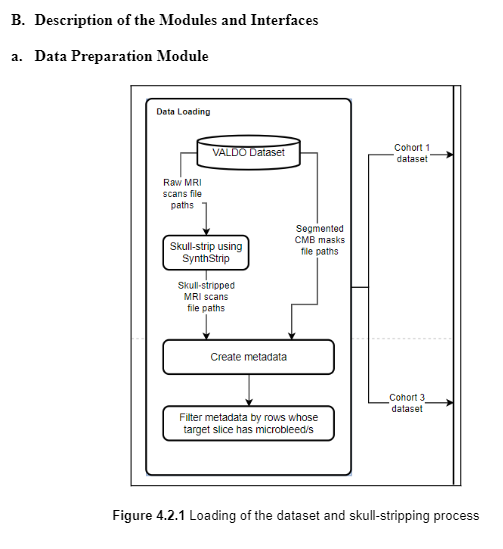 B. Description of the Modules and Interfaces
a. Data Preparation Module
Data Loading
VALDO Dataset
Cohort 1
dataset
Raw MRI
scans file
paths
Segmented
CMB masks
file paths
Skull-strip using
SynthStrip
Skull-stripped
MRI scans
file paths
Create metadata
Cohort 3
dataset
Filter metadata by rows whose
target slice has microbleed/s
Figure 4.2.1 Loading of the dataset and skull-stripping process